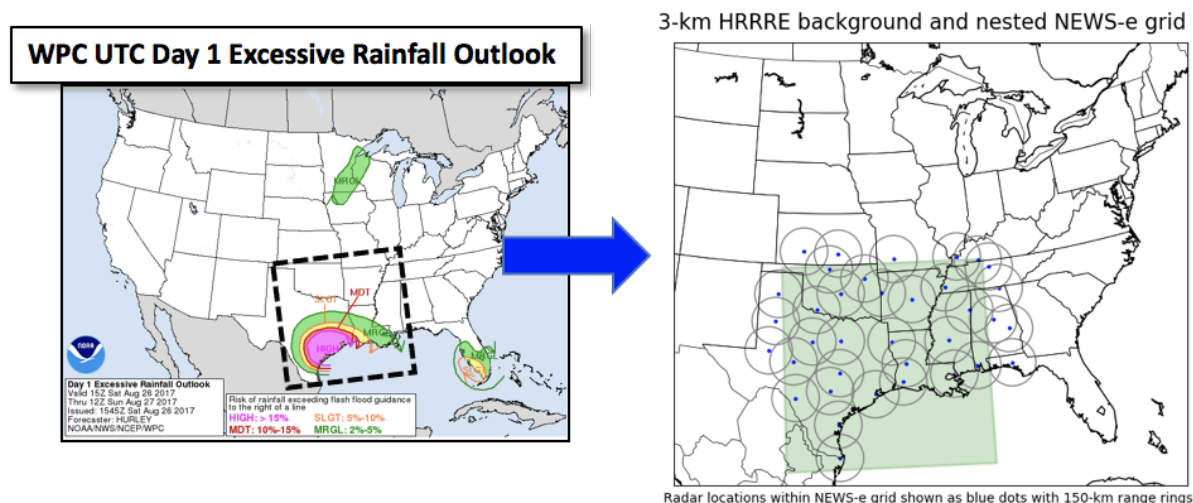 WPC UTC Day 1 Excessive Rainfall Outlook
3-km HRRRE background and nested NEWS-e grid
MRGL
SLGT
MDT
MRGL
HIGH
MRGL
SLGT
NOAA
Day 1 Excessive Rainfall Outlook
Valid 15Z Sat Aug 26 2017
Thru 12Z Sun Aug 27 2017
Issued: 1545Z Sat Aug 26 2017
Forecaster: HURLEY
NOAA/NWS/NCEP/WPC
Risk of rainfall exceeding flash flood guidance
to the right of a line
HIGH: > 15% SLGT: 5%-10%
MDT: 10%-15% MRGL: 2%-5%
Radar locations within NEWS-e grid shown as blue dots with 150-km range rings